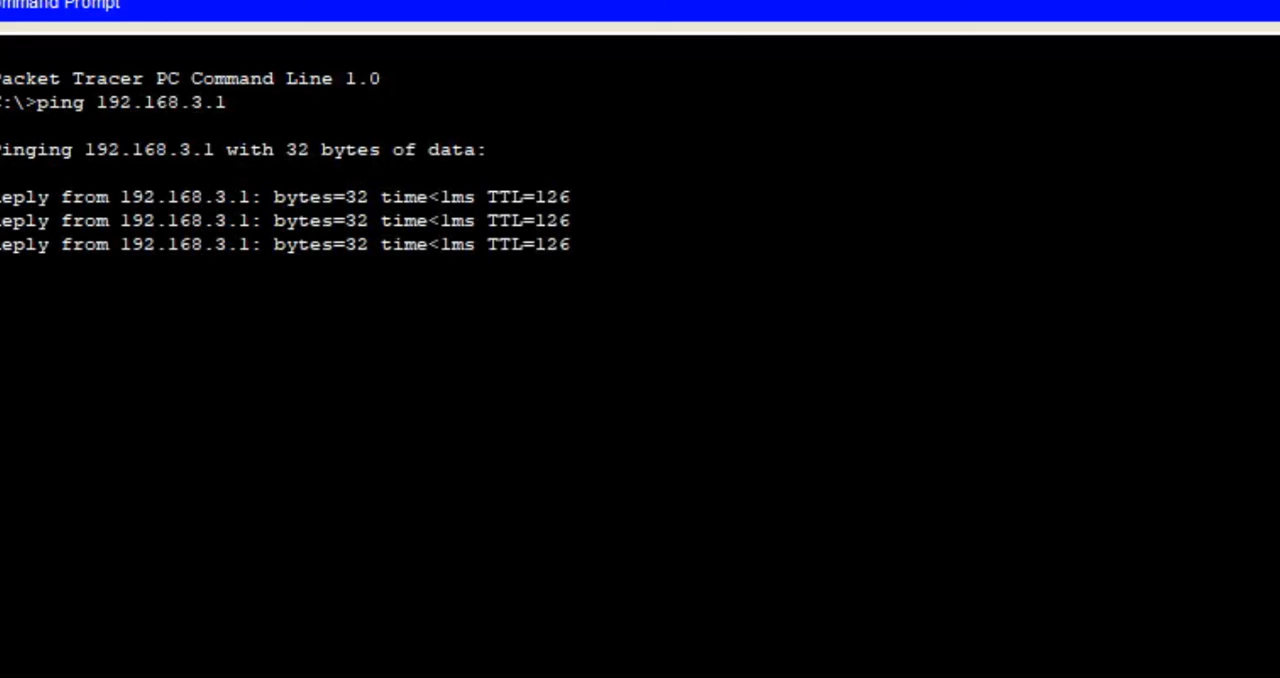 ommand Prompt
acket Tracer PC Command Line 1.0
:\>ping 192.168.3.1
inging 192.168.3.1 with 32 bytes of data:
eply from 192.168.3.1: bytes=32 time<1ms TTL=126
eply from 192.168.3.1: bytes=32 time<1ms TTL=126
eply from 192.168.3.1: bytes=32 time<1ms TTL=126